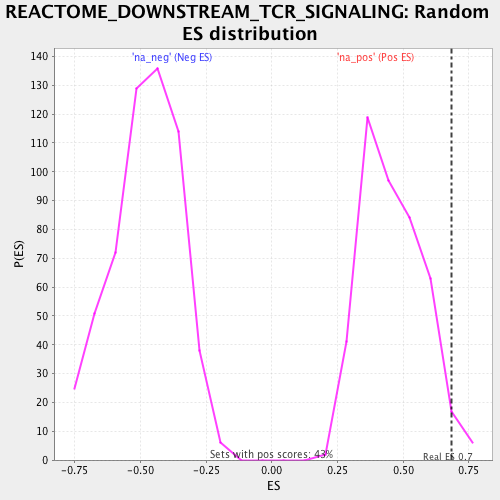 REACTOME_DOWNSTREAM_TCR_SIGNALING: Random
ES distribution
'na_neg' (Neg ES)
'na_pos' (Pos ES)
140
130
120
110
100
90
80
70
60
50
40
30
20
10
0
P(ES)
Sets with pos scores: 43%
Real ES 0.7
-0.75
-0.50
-0.25
0.00
0.25
0.50
0.75
ES